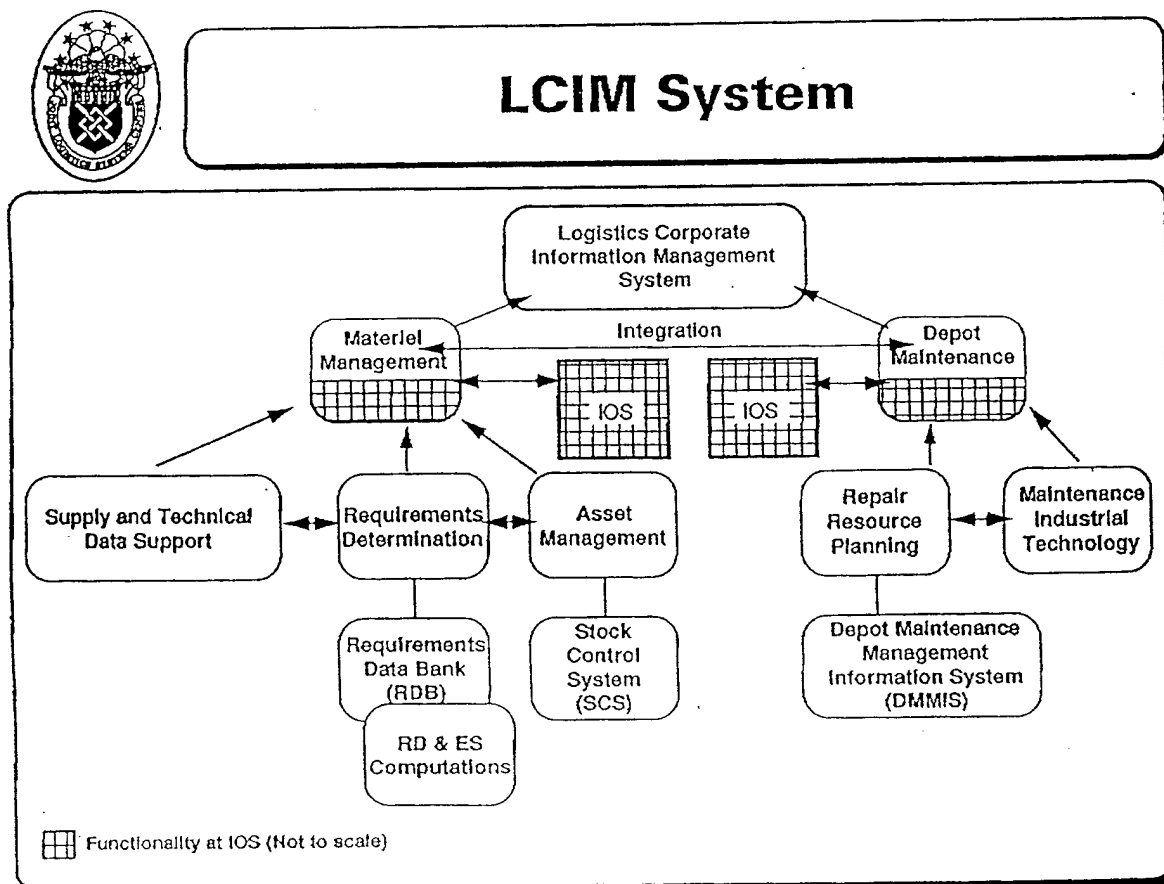 LCIM System
Logistics Corporate
Information Management
System
Materiel
Management
Integration
Depot
Maintenance
IOS
IOS
Supply and Technical
Data Support
Requirements
Determination
Asset
Management
Repair
Resource
Planning
Maintenance
Industrial
Technology
Requirements
Data Bank
(RDB)
RD & ES
Computations
Stock
Control
System
(SCS)
Depot Maintenance
Management
Information System
(DMMIS)
Functionality at IOS (Not to scale)